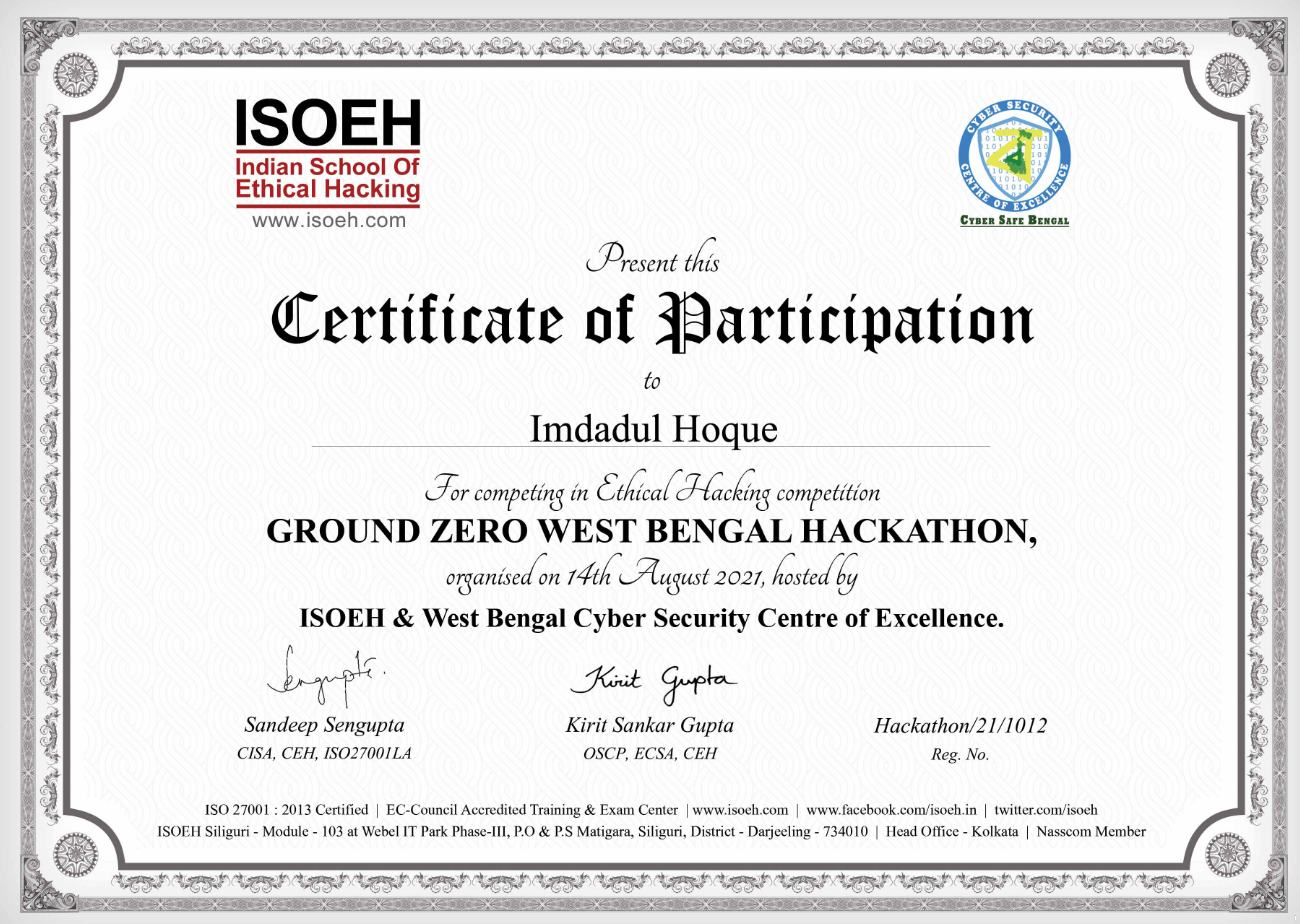 ISOEH
Indian School Of
Ethical Hacking
www.isoeh.com
CYBER SECURITY
CENTRE OF EXCELLENCE
CYBER SAFE BENGAL
Present this
Certificate of Participation
to
Imdadul Hoque
For competing in Ethical Hacking competition
GROUND ZERO WEST BENGAL HACKATHON,
organised on 14th August 2021, hosted by
ISOEH & West Bengal Cyber Security Centre of Excellence.
Sengupta.
Kirit Gupta
Sandeep Sengupta
Kirit Sankar Gupta
Hackathon/21/1012
CISA, CEH, ISO27001LA
OSCP, ECSA, CEH
Reg. No.
ISO 27001 : 2013 Certified | EC-Council Accredited Training & Exam Center | www.isoeh.com | www.facebook.com/isoeh.in | twitter.com/isoeh
ISOEH Siliguri - Module - 103 at Webel IT Park Phase-III, P.O & P.S Matigara, Siliguri, District - Darjeeling - 734010 | Head Office - Kolkata | Nasscom Member